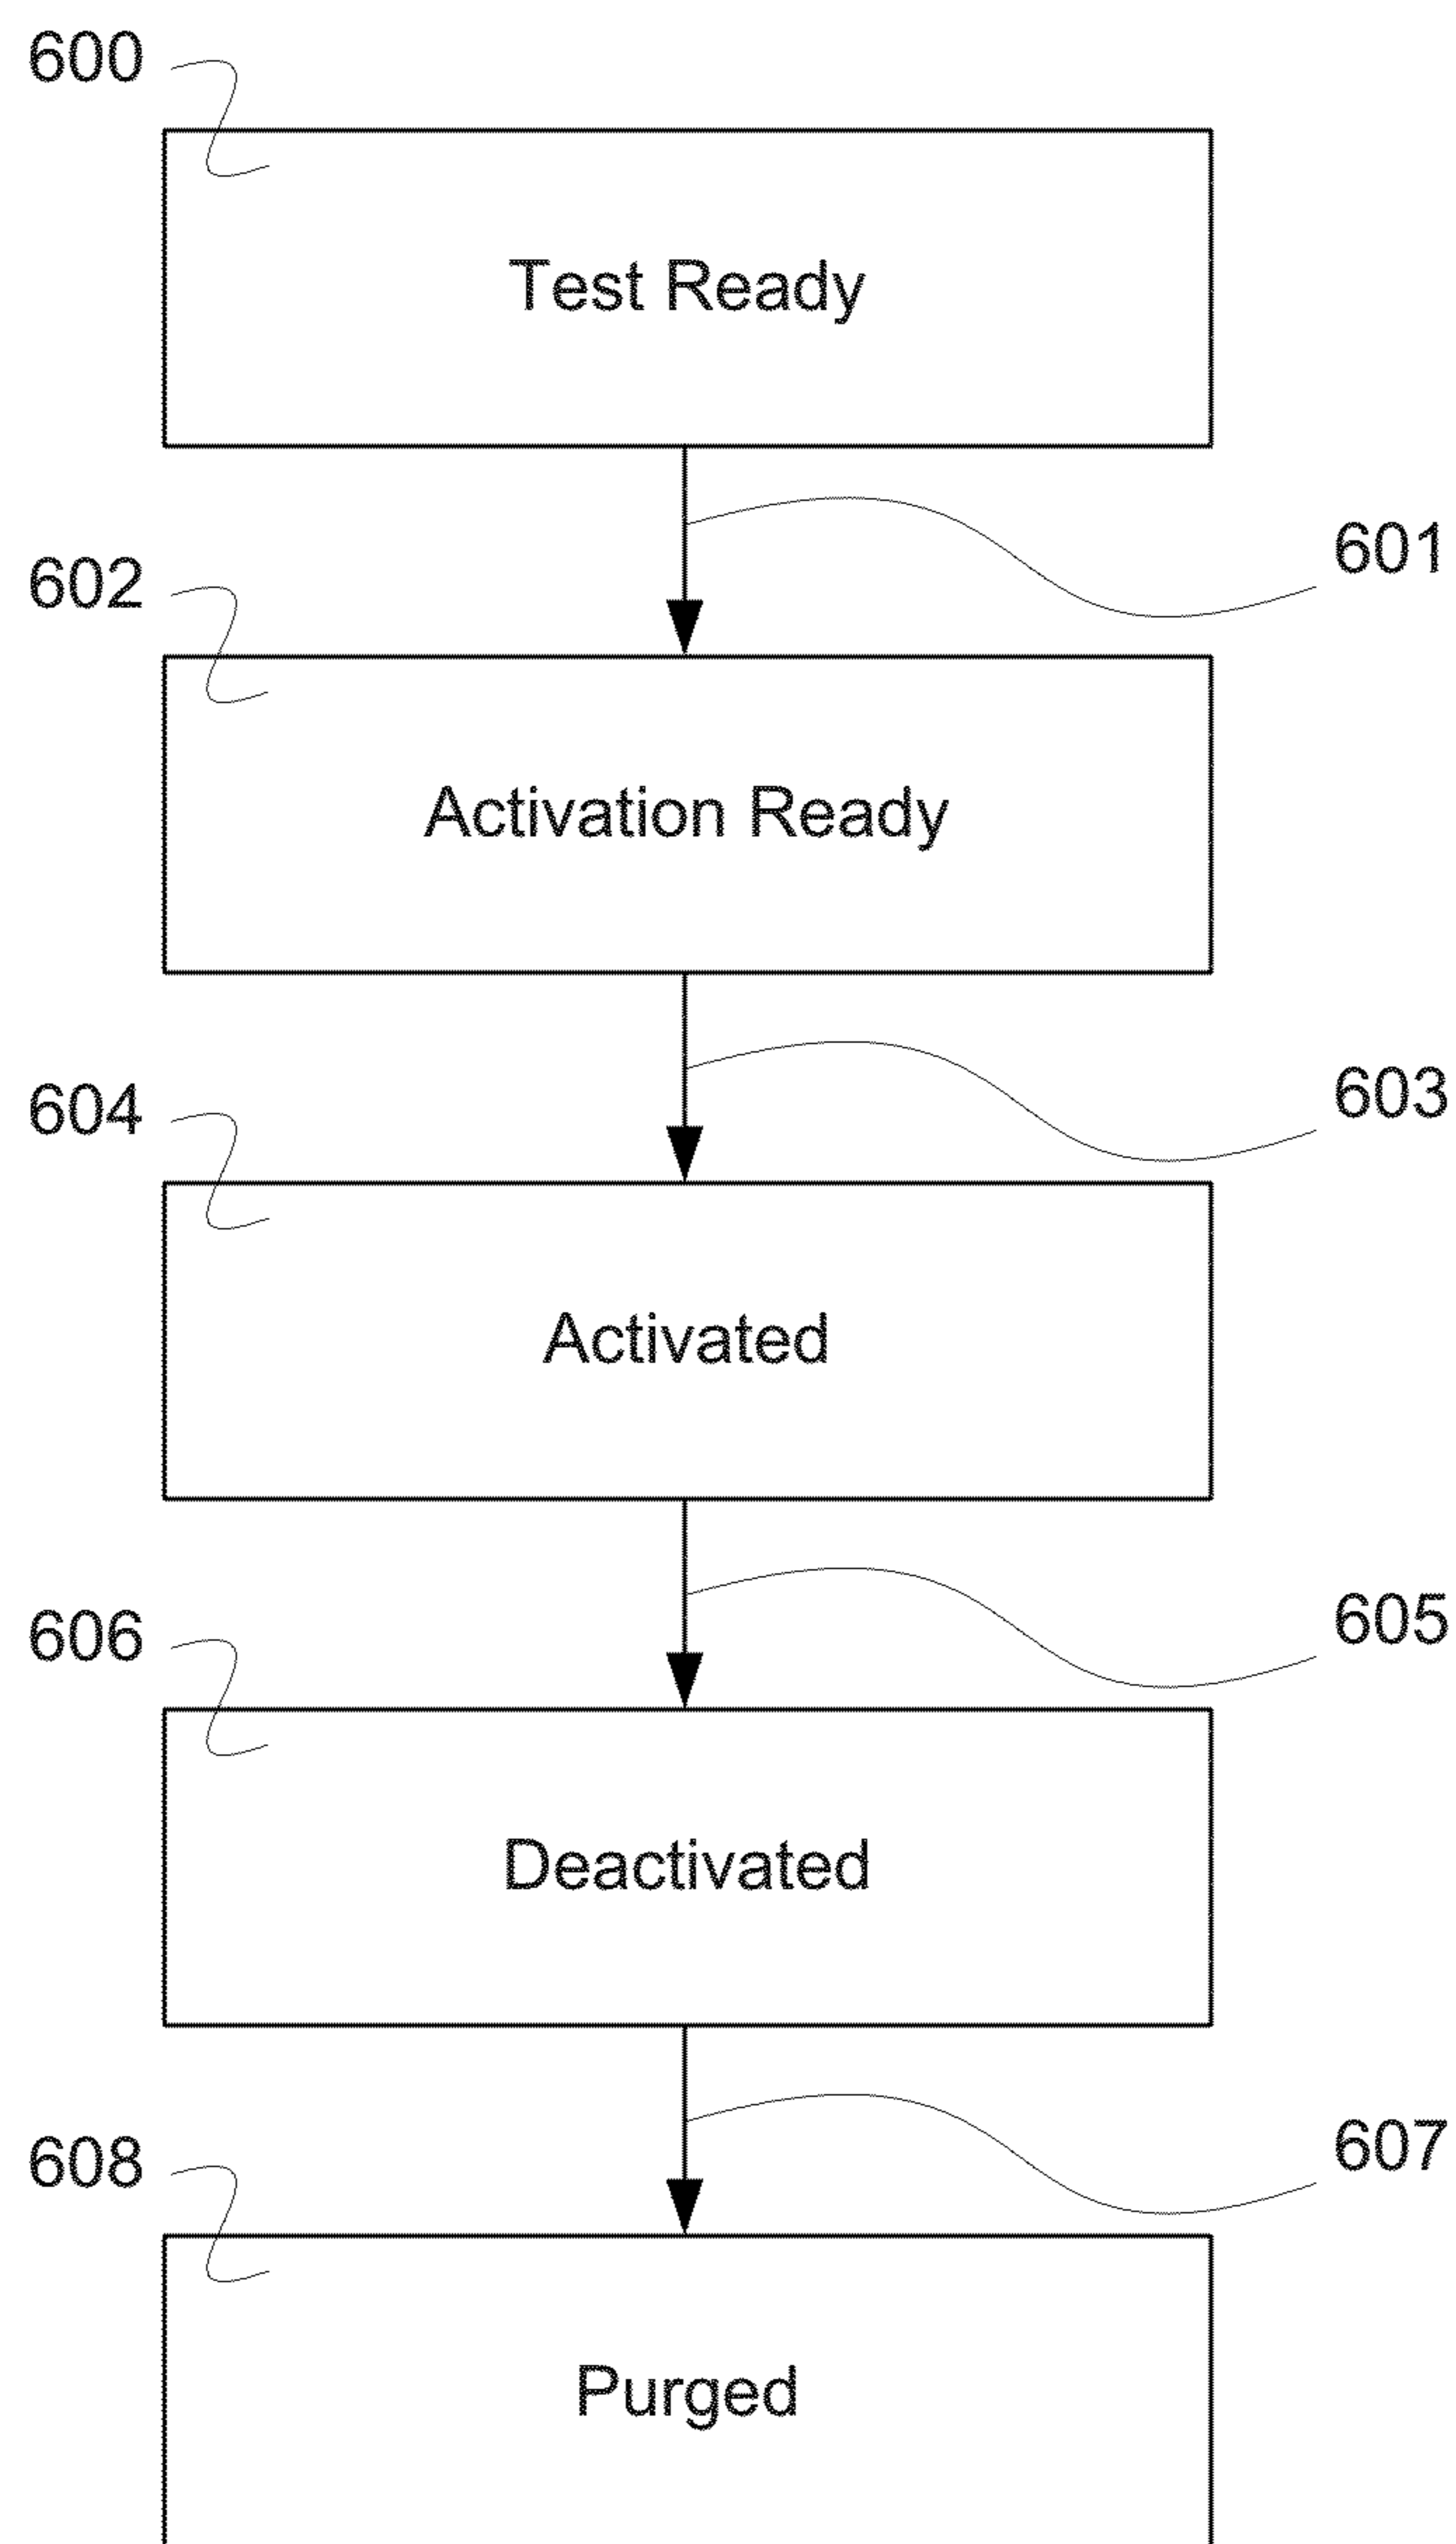 600
Test Ready
601
602
Activation Ready
603
604
Activated
605
606
Deactivated
607
608
Purged